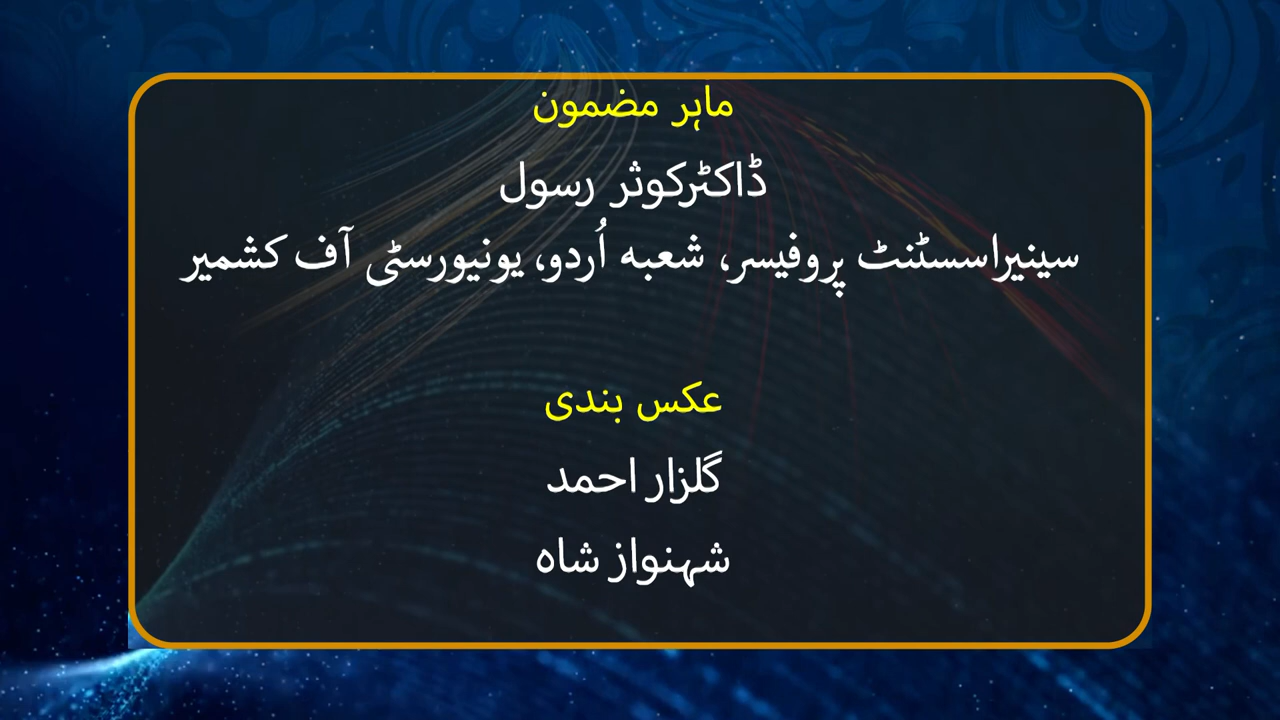 ماہر مضمون
ڈاکٹرکوثر رسول
سینیراسسٹنٹ پروفیسر، شعبہ اُردو، یونیورسٹی آف کشمیر
عکس بندی
گلزار احمد
شہنواز شاہ